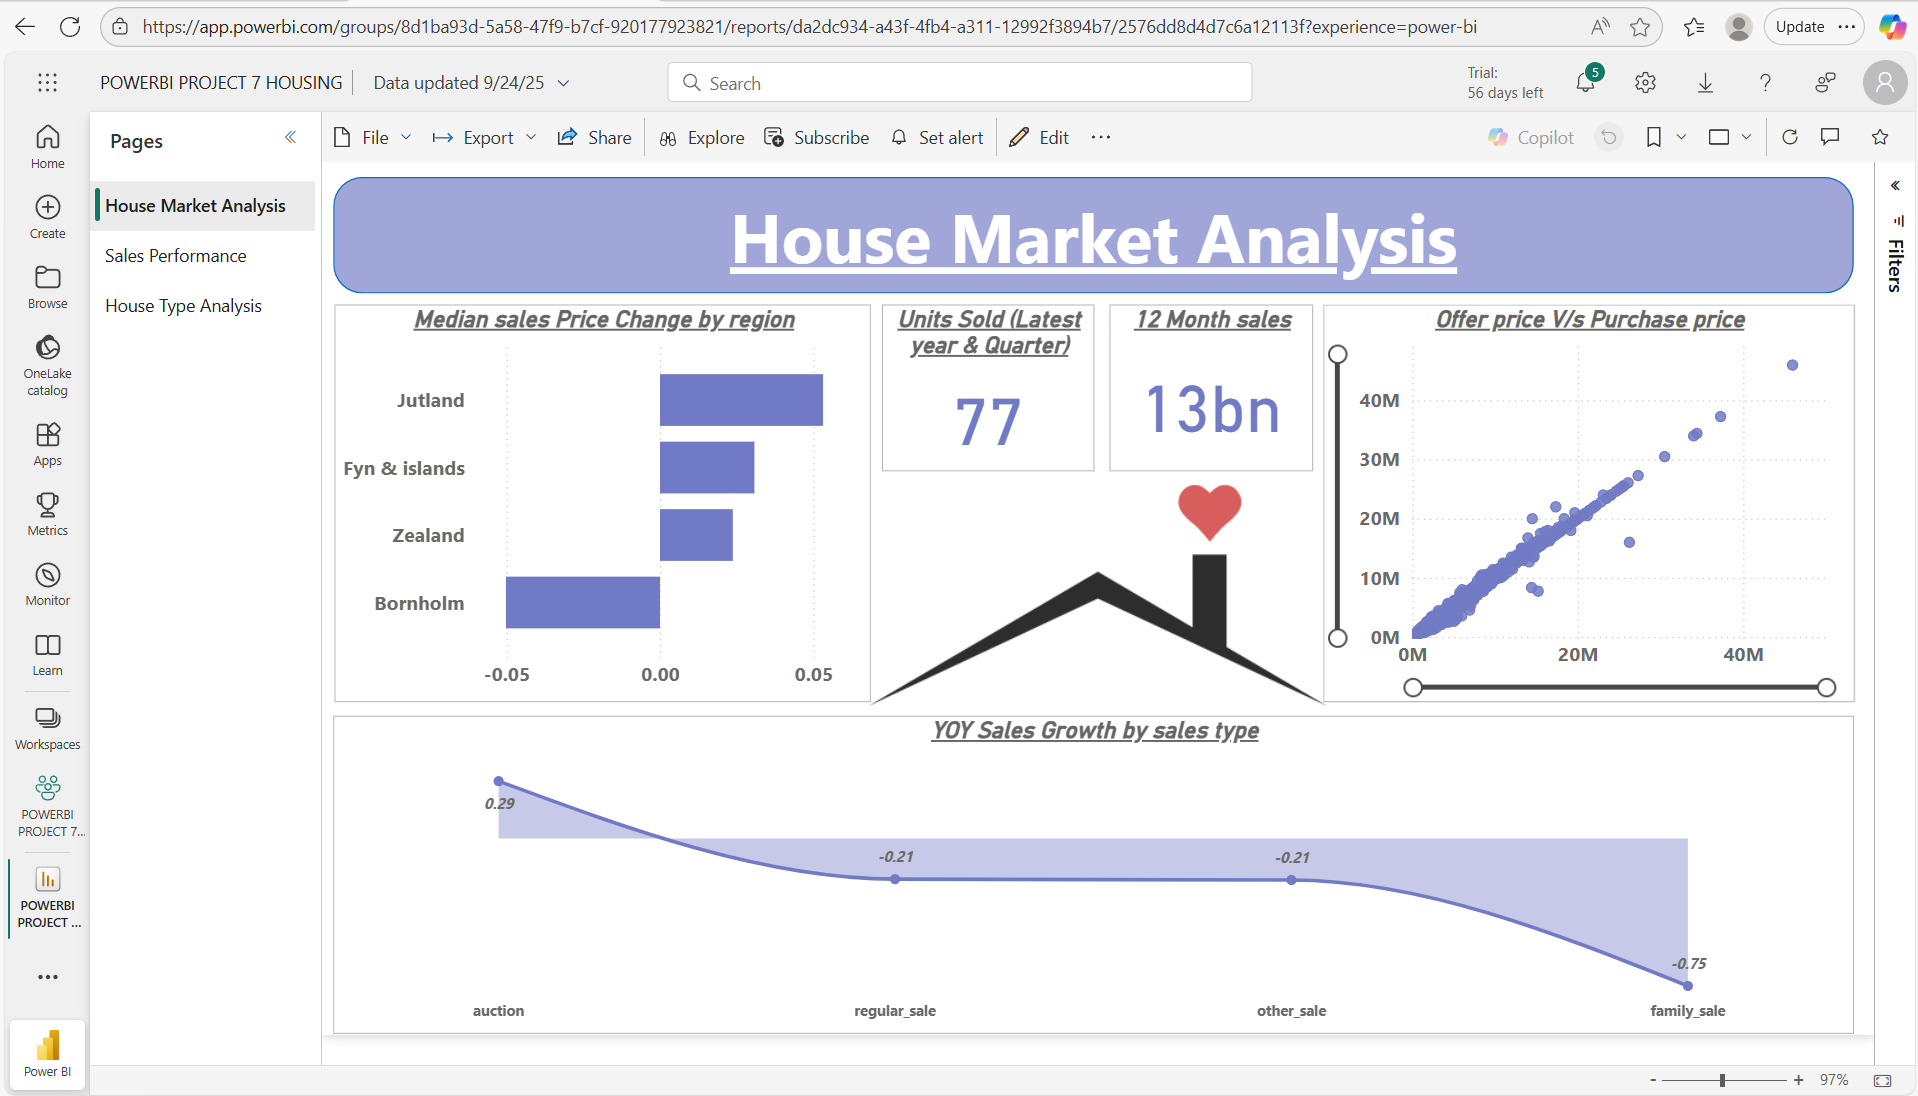 https://app.powerbi.com/groups/8d1ba93d-5a58-47f9-b7cf-920177923821/reports/da2dc934-a43f-4fb4-a311-12992f3894b7/2576dd8d4d7c6a12113f?experience=power-bi
Update
POWERBI PROJECT 7 HOUSING
Data updated 9/24/25
Search
Trial:
56 days left
5
Home
Create
Browse
OneLake
catalog
Apps
Metrics
Monitor
Learn
Workspaces
POWERBI
PROJECT 7...
POWERBI
PROJECT ...
Power BI
Pages
House Market Analysis
Sales Performance
House Type Analysis
File
Export
Share
Explore
Subscribe
Set alert
Edit
Copilot
Filters
House Market Analysis
Median sales Price Change by region
Jutland
Fyn & islands
Zealand
Bornholm
-0.05
0.00
0.05
Units Sold (Latest
year & Quarter)
77
12 Month sales
13bn
Offer price V/s Purchase price
40M
30M
20M
10M
0M
0M
20M
40M
YOY Sales Growth by sales type
0.29
-0.21
-0.21
-0.75
auction
regular_sale
other_sale
family_sale
- + 97%